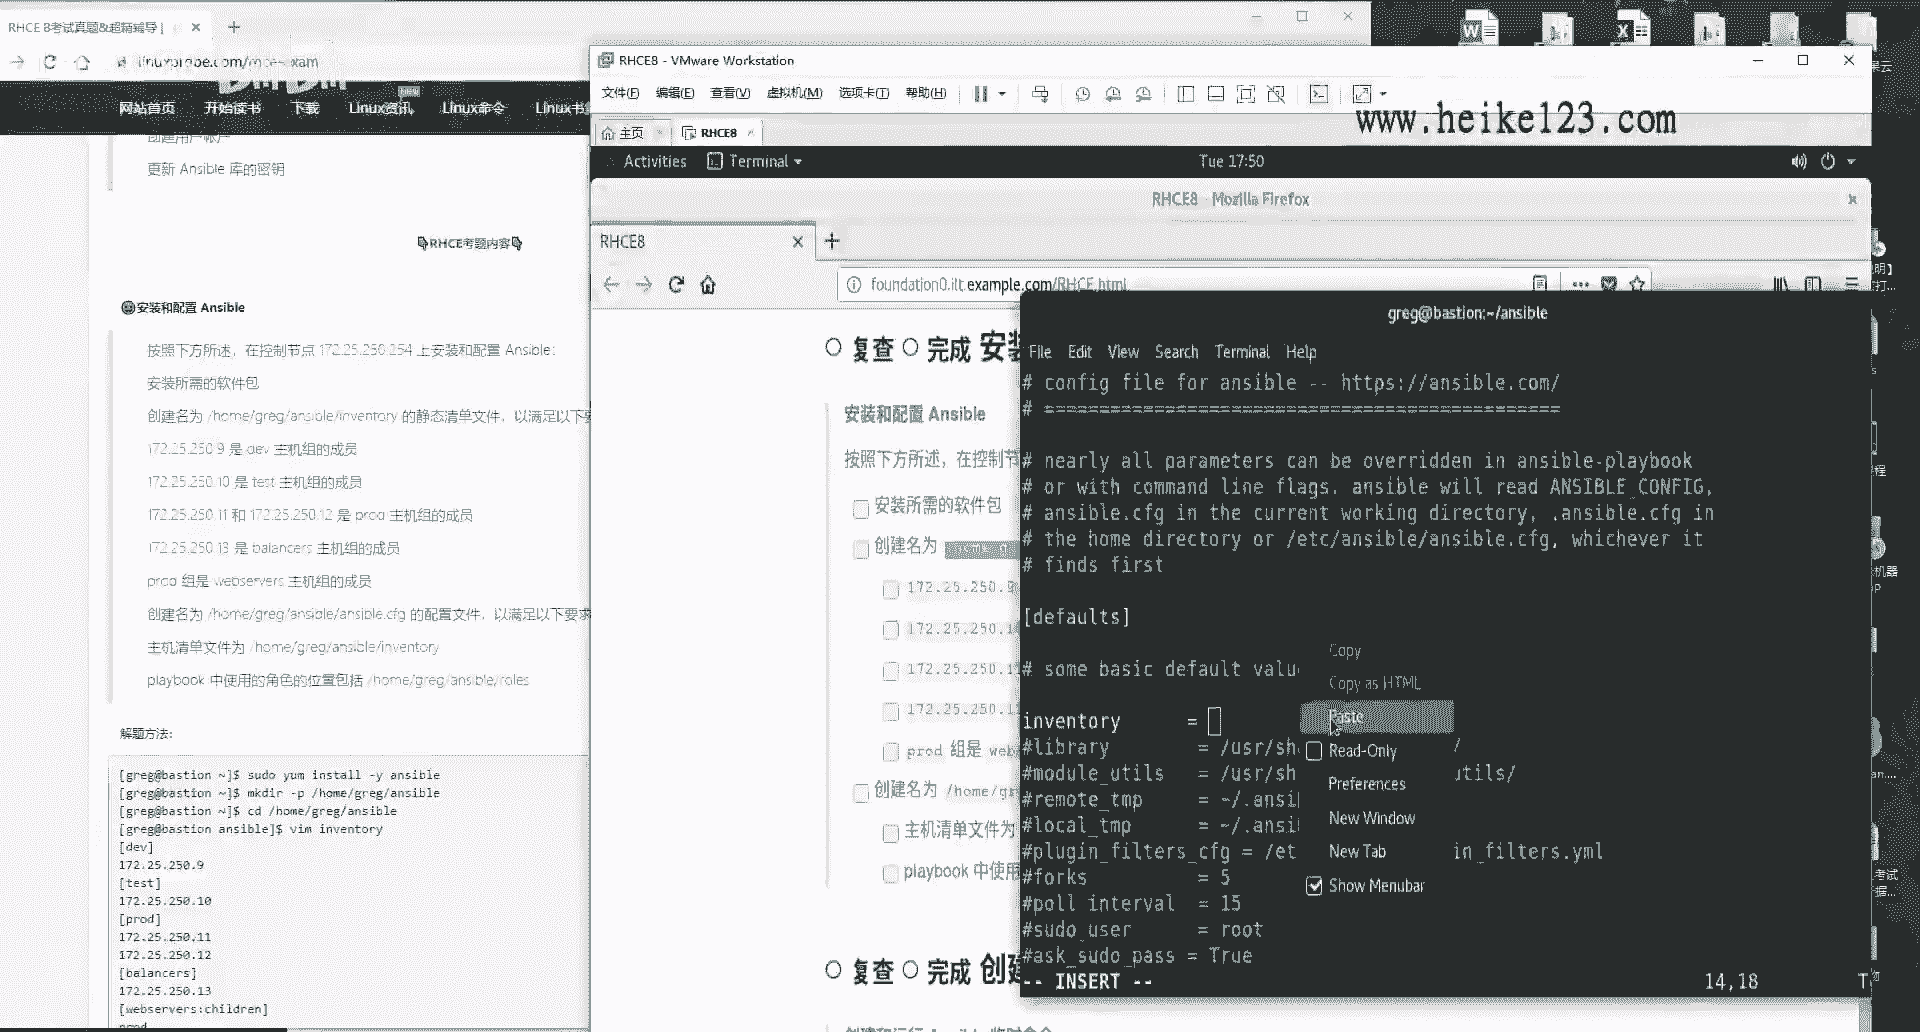 RHCE 8考试真题&超精辅导
linuxprobe.com/rhce-exam
网站首页 开始读书 下载 Linux资讯 Linux命令 Linux书
创建用户帐户
更新 Ansible 库的密钥
RHCE考题内容
安装和配置 Ansible
按照下方所述，在控制节点 172.25.250.254 上安装和配置 Ansible：
安装所需的软件包
创建名为 /home/greg/ansible/inventory 的静态清单文件，以满足以下要
172.25.250.9 是 dev 主机组的成员
172.25.250.10 是 test 主机组的成员
172.25.250.11 和 172.25.250.12 是 prod 主机组的成员
172.25.250.13 是 balancers 主机组的成员
prod 组是 webservers 主机组的成员
创建名为 /home/greg/ansible/ansible.cfg 的配置文件，以满足以下要求
主机清单文件为 /home/greg/ansible/inventory
playbook 中使用的角色的位置包括 /home/greg/ansible/roles
解题方法:
[greg@bastion ~]$ sudo yum install -y ansible
[greg@bastion ~]$ mkdir -p /home/greg/ansible
[greg@bastion ~]$ cd /home/greg/ansible
[greg@bastion ansible]$ vim inventory
[dev]
172.25.250.9
[test]
172.25.250.10
[prod]
172.25.250.11
172.25.250.12
[balancers]
172.25.250.13
[webservers:children]
prod
RHCE8 - VMware Workstation
文件(F) 编辑(E) 查看(V) 虚拟机(M) 选项卡(T) 帮助(H)
www.heike123.com
主页 RHCE8
Activities Terminal Tue 17:50
RHCE8 - Mozilla Firefox
RHCE8
foundation0.ilt.example.com/RHCE.html
复查 完成 安装
安装和配置 Ansible
按照下方所述，在控制节
安装所需的软件包
创建名为
172.25.250.9
172.25.250.1
172.25.250.1
172.25.250.1
prod 组是 web
创建名为 /home/gr
主机清单文件为
playbook 中使用
复查 完成 创
greg@bastion:~/ansible
File Edit View Search Terminal Help
# config file for ansible -- https://ansible.com/
# ===============================================
# nearly all parameters can be overridden in ansible-playbook
# or with command line flags. ansible will read ANSIBLE_CONFIG,
# ansible.cfg in the current working directory, .ansible.cfg in
# the home directory or /etc/ansible/ansible.cfg, whichever it
# finds first
[defaults]
# some basic default valu
inventory =
#library = /usr/sh /
#module_utils = /usr/sh utils/
#remote_tmp = ~/.ansi
#local_tmp = ~/.ansi
#plugin_filters_cfg = /et in_filters.yml
#forks = 5
#poll_interval = 15
#sudo_user = root
#ask_sudo_pass = True
-- INSERT -- 14,18 T
Copy
Copy as HTML
Paste
Read-Only
Preferences
New Window
New Tab
Show Menubar